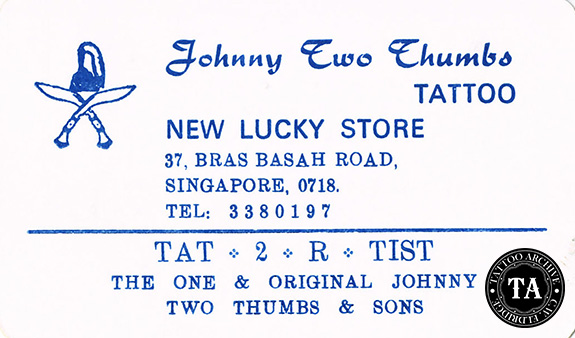 Johnny Two Thumbs
TATTOO
NEW LUCKY STORE
37, BRAS BASAH ROAD,
SINGAPORE, 0718.
TEL: 3380197
TAT 2 R TIST
THE ONE & ORIGINAL JOHNNY
TWO THUMBS & SONS
TATTOO ARCHIVE
TA
C.W. ELDRIDGE